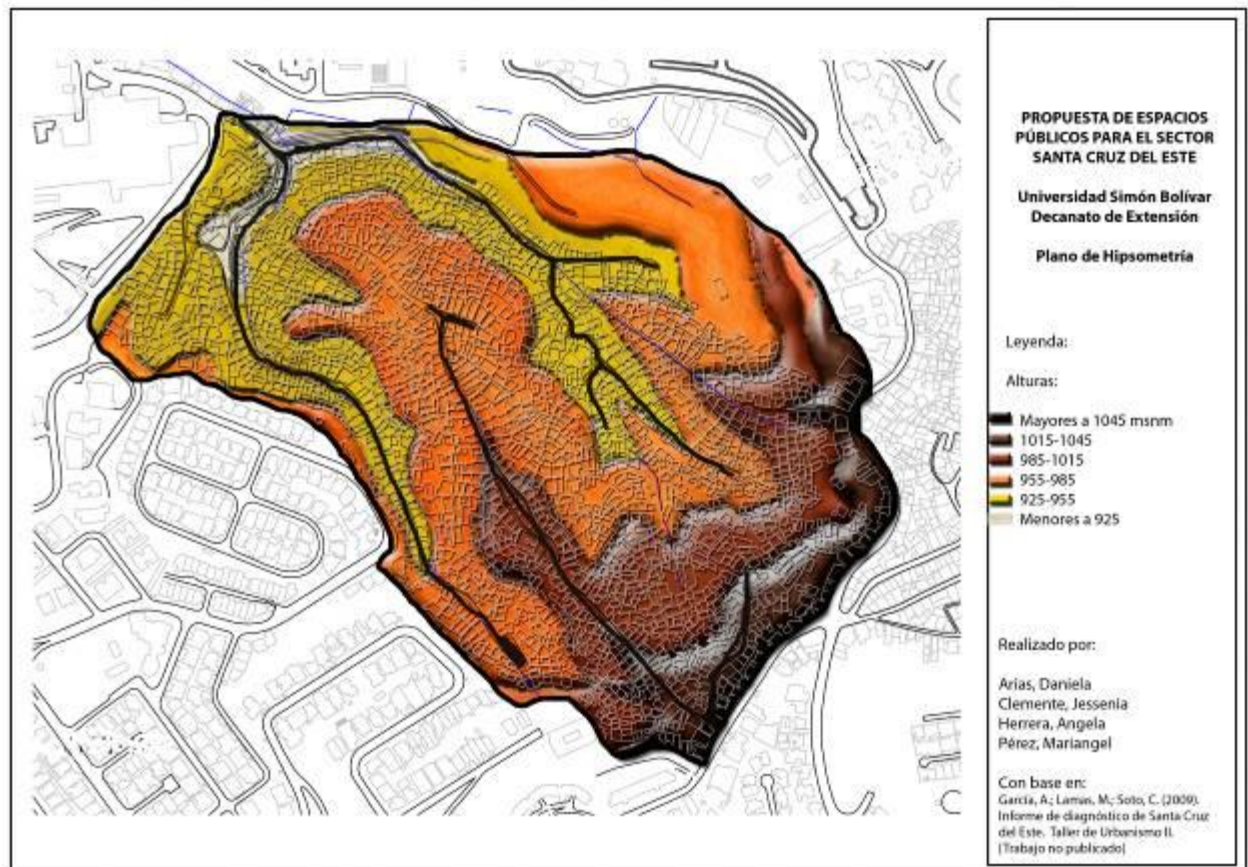 PROPUESTA DE ESPACIOS
PÚBLICOS PARA EL SECTOR
SANTA CRUZ DEL ESTE
Universidad Simón Bolívar
Decanato de Extensión
Plano de Hipsometría
Leyenda:
Alturas:
Mayores a 1045 msnm
1015-1045
985-1015
955-985
925-955
Menores a 925
Realizado por:
Arias, Daniela
Clemente, Jessenia
Herrera, Angela
Pérez, Mariangel
Con base en:
García, A.; Lamas, M.; Soto, C. (2009).
Informe de diagnóstico de Santa Cruz
del Este. Taller de Urbanismo II.
(Trabajo no publicado)